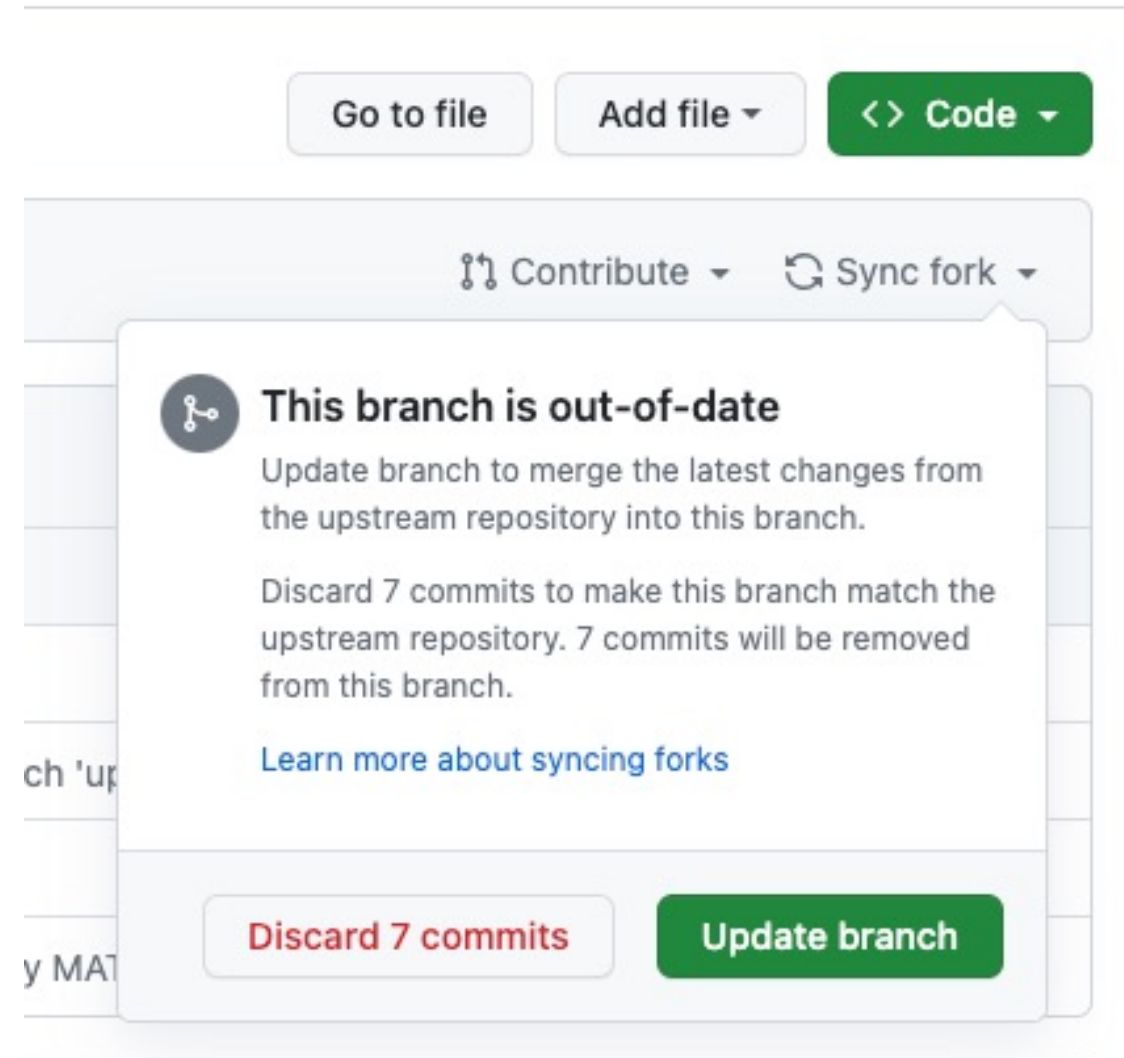 Go to file
Add file
<> Code
Contribute
Sync fork
This branch is out-of-date
Update branch to merge the latest changes from
the upstream repository into this branch.
Discard 7 commits to make this branch match the
upstream repository. 7 commits will be removed
from this branch.
Learn more about syncing forks
ch 'up
Discard 7 commits
Update branch
y MAT